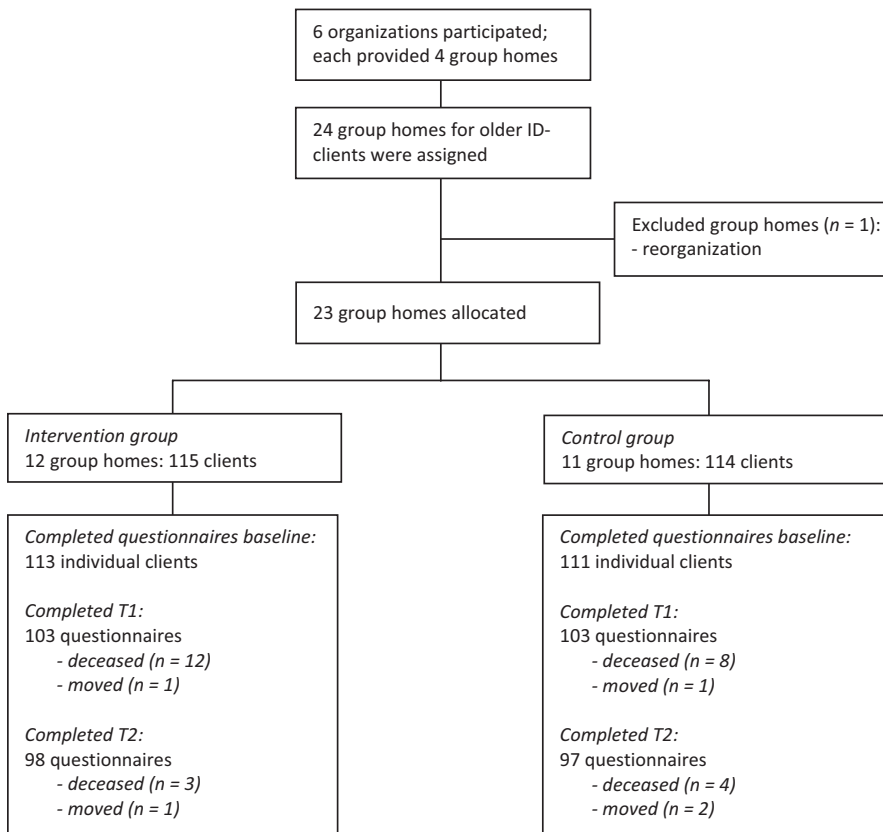 6 organizations participated;
each provided 4 group homes
24 group homes for older ID-
clients were assigned
Excluded group homes (n = 1):
- reorganization
23 group homes allocated
Intervention group
12 group homes: 115 clients
Control group
11 group homes: 114 clients
Completed questionnaires baseline:
113 individual clients
Completed T1:
103 questionnaires
- deceased (n = 12)
- moved (n = 1)
Completed T2:
98 questionnaires
- deceased (n = 3)
- moved (n = 1)
Completed questionnaires baseline:
111 individual clients
Completed T1:
103 questionnaires
- deceased (n = 8)
- moved (n = 1)
Completed T2:
97 questionnaires
- deceased (n = 4)
- moved (n = 2)